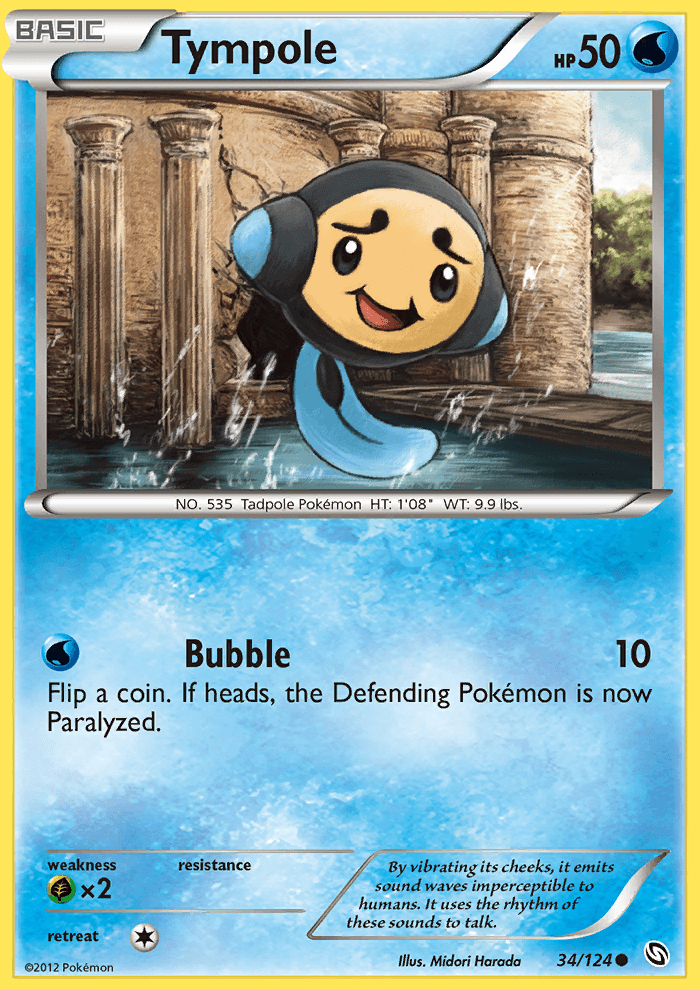 BASIC
Tympole
HP50
NO. 535 Tadpole Pokémon HT: 1'08" WT: 9.9 lbs.
Bubble 10
Flip a coin. If heads, the Defending Pokémon is now
Paralyzed.
weakness resistance
×2
retreat
By vibrating its cheeks, it emits
sound waves imperceptible to
humans. It uses the rhythm of
these sounds to talk.
©2012 Pokémon
Illus. Midori Harada
34/124